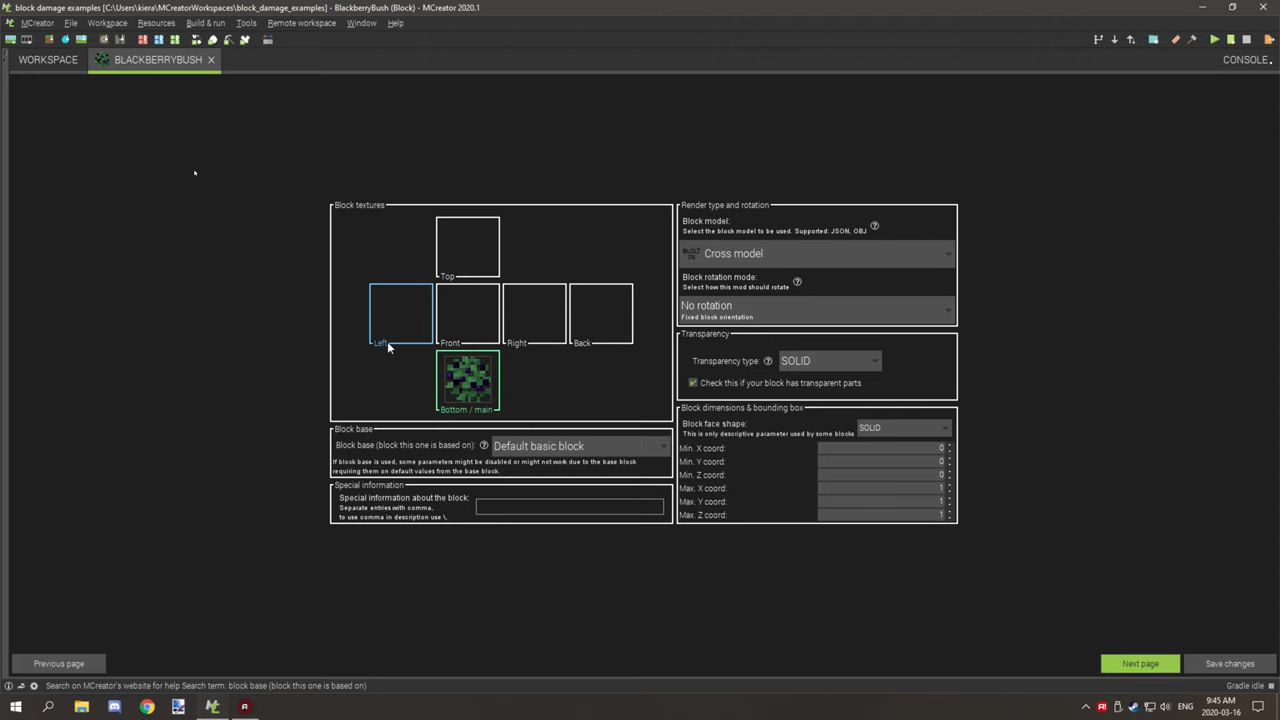 block damage examples [C:\Users\kiera\MCreatorWorkspaces\block_damage_examples] - BlackberryBush (Block) - MCreator 2020.1
MCreator File Workspace Resources Build & run Tools Remote workspace Window Help
WORKSPACE BLACKBERRYBUSH CONSOLE
Block textures
Top
Left Front Right Back
Bottom / main
Block base
Block base (block this one is based on): Default basic block
If block base is used, some parameters might be disabled or might not work due to the base block
requiring them on default values from the base block.
Special information
Special information about the block:
Separate entries with comma,
to use comma in description use \,
Render type and rotation
Block model:
Select the block model to be used. Supported: JSON, OBJ
BUILT IN Cross model
Block rotation mode:
Select how this mod should rotate
No rotation
Fixed block orientation
Transparency
Transparency type: SOLID
Check this if your block has transparent parts
Block dimensions & bounding box
Block face shape: SOLID
This is only descriptive parameter used by some blocks
Min. X coord: 0
Min. Y coord: 0
Min. Z coord: 0
Max. X coord: 1
Max. Y coord: 1
Max. Z coord: 1
Previous page Next page Save changes
Search on MCreator's website for help Search term: block base (block this one is based on) Gradle idle
ENG 9:45 AM
2020-03-16